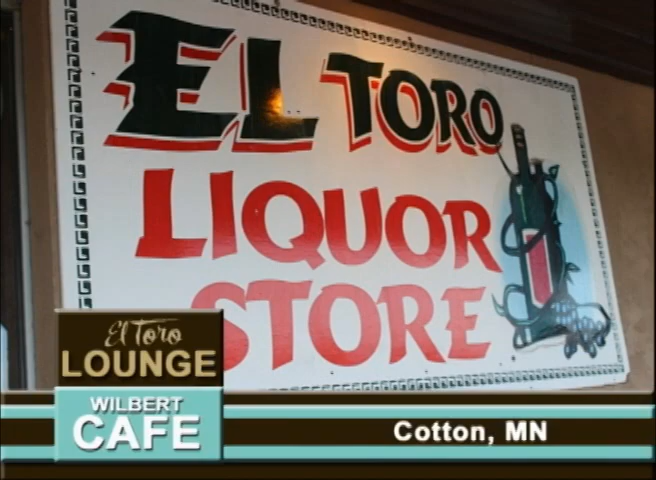 EL TORO
LIQUOR
STORE
El Toro
LOUNGE
WILBERT
CAFE
Cotton, MN